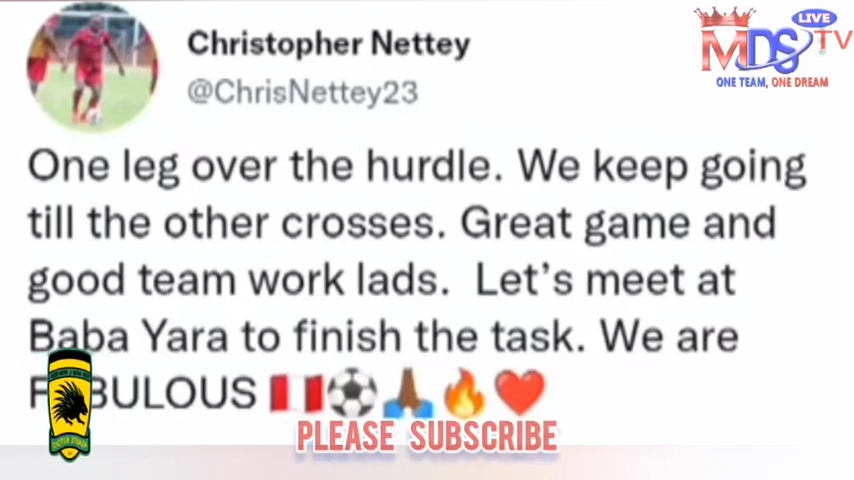 Christopher Nettey
@ChrisNettey23
LIVE
MDS TV
ONE TEAM, ONE DREAM
One leg over the hurdle. We keep going
till the other crosses. Great game and
good team work lads. Let's meet at
Baba Yara to finish the task. We are
FABULOUS 🇵🇪⚽🙏🏾🔥❤️
PLEASE SUBSCRIBE